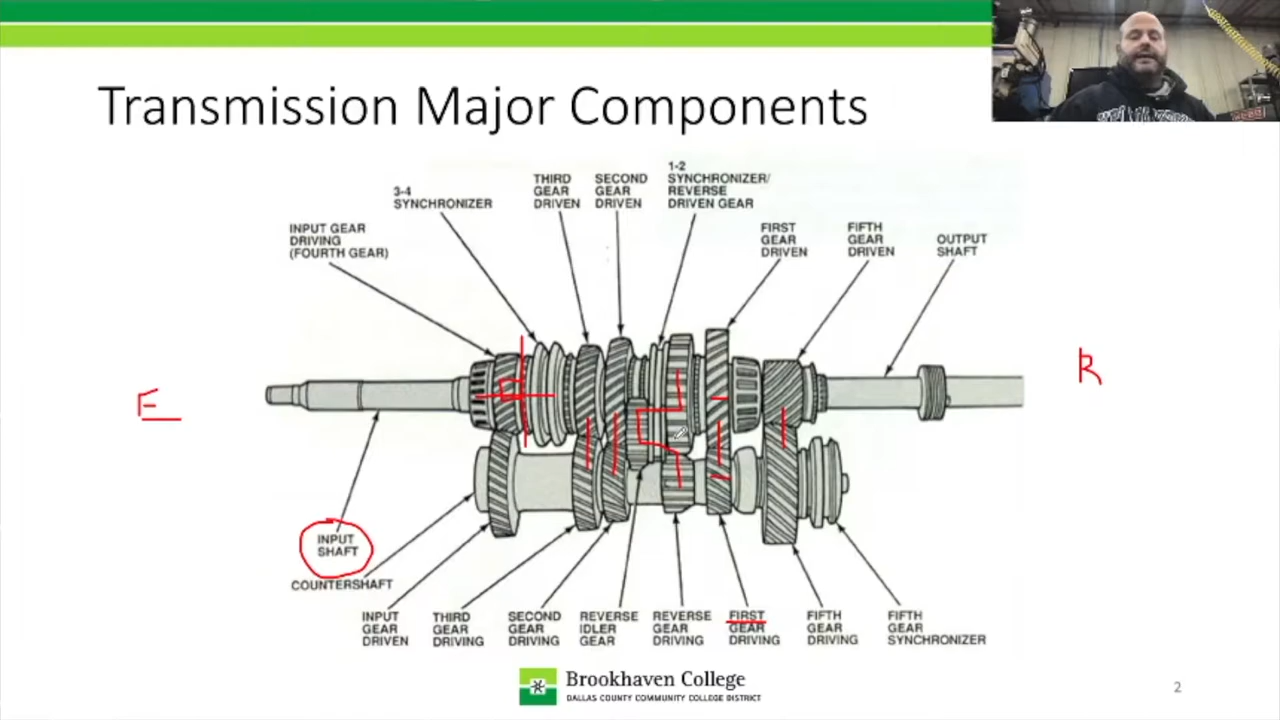 Transmission Major Components
1-2
SYNCHRONIZER/
REVERSE
DRIVEN GEAR
THIRD
GEAR
DRIVEN
SECOND
GEAR
DRIVEN
3-4
SYNCHRONIZER
INPUT GEAR
DRIVING
(FOURTH GEAR)
FIRST
GEAR
DRIVEN
FIFTH
GEAR
DRIVEN
OUTPUT
SHAFT
E
R
INPUT
SHAFT
COUNTERSHAFT
INPUT
GEAR
DRIVEN
THIRD
GEAR
DRIVING
SECOND
GEAR
DRIVING
REVERSE
IDLER
GEAR
REVERSE
GEAR
DRIVING
FIRST
GEAR
DRIVING
FIFTH
GEAR
DRIVING
FIFTH
GEAR
SYNCHRONIZER
Brookhaven College
DALLAS COUNTY COMMUNITY COLLEGE DISTRICT
2